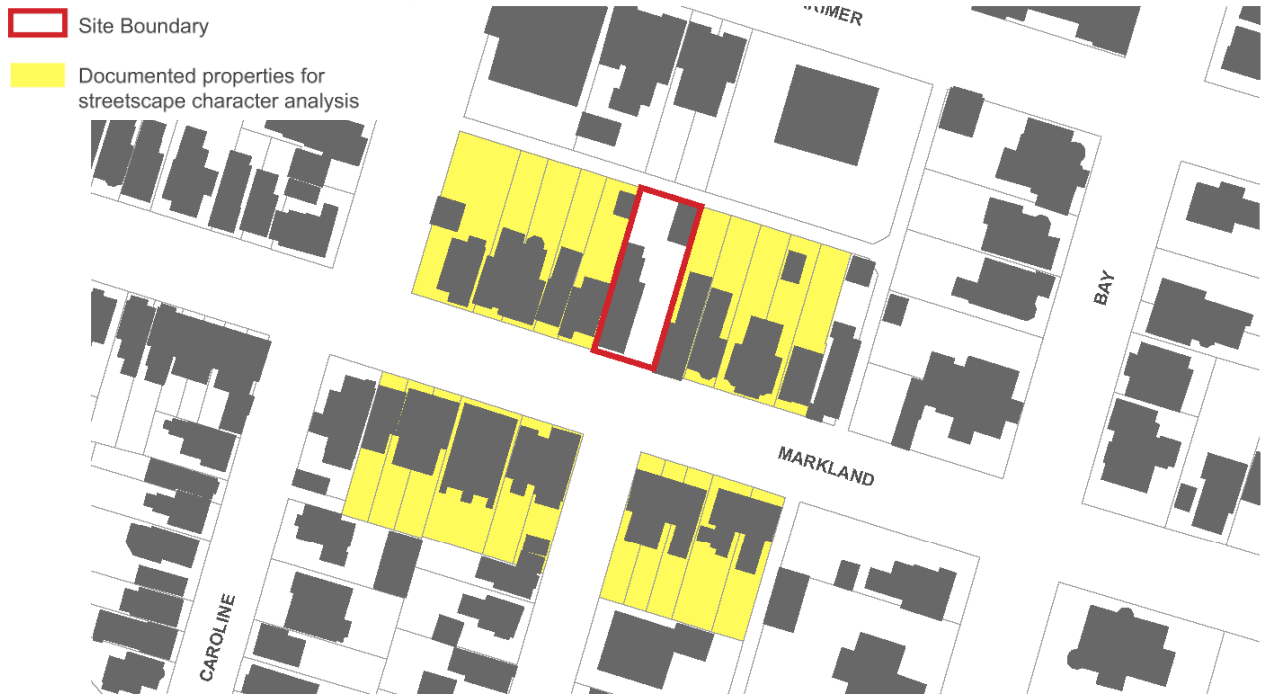 Site Boundary
Documented properties for
streetscape character analysis
BAY
MARKLAND
CAROLINE